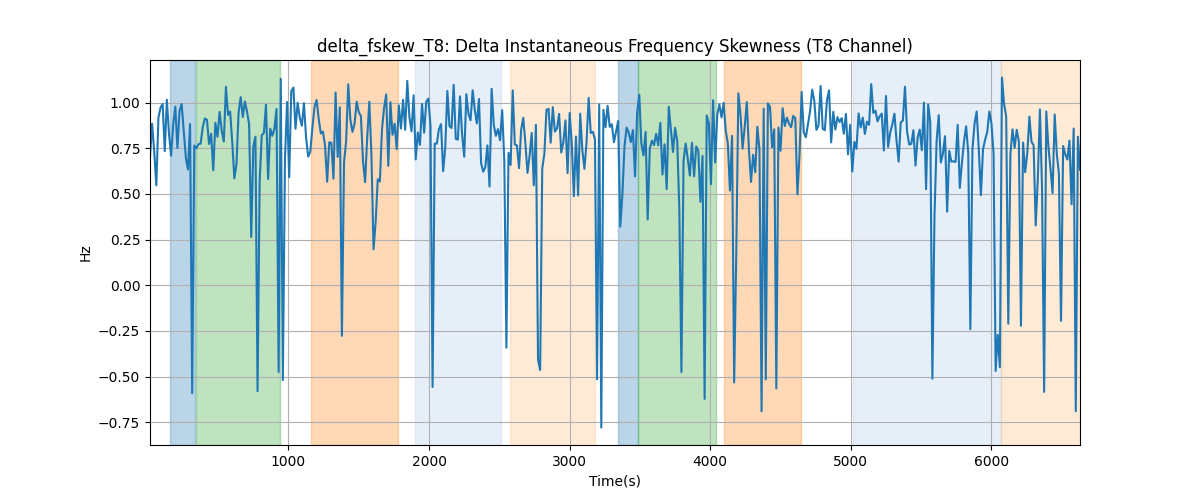 delta_fskew_T8: Delta Instantaneous Frequency Skewness (T8 Channel)
1.00
0.75
0.50
0.25
0.00
−0.25
−0.50
−0.75
Hz
1000 2000 3000 4000 5000 6000
Time(s)